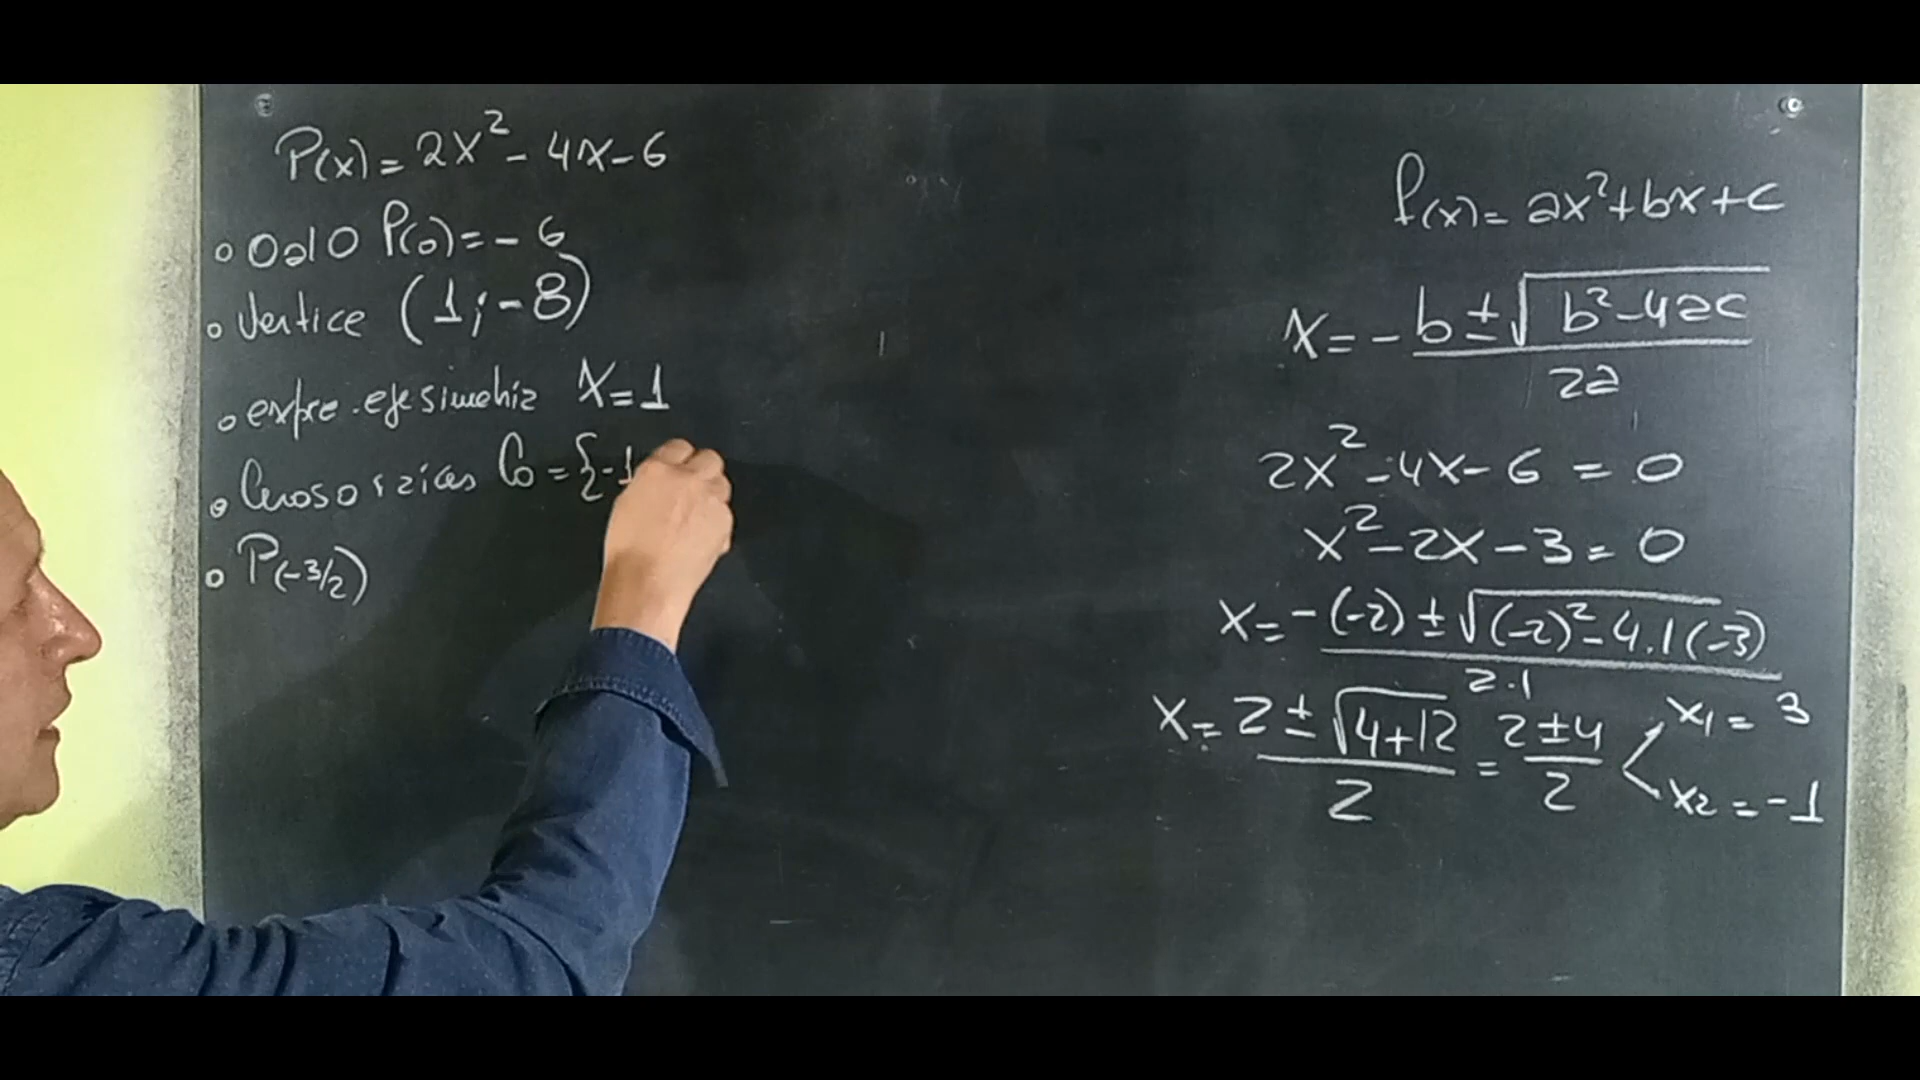 P(x) = 2x² - 4x - 6
• Oalo P(0) = - 6
• Vertice (1; -8)
• expre. eje simetria X = 1
• Ceros o raices C₀ = {-1
• P(-3/2)
f(x) = ax² + bx + c
x = -b ± √b² - 4ac / 2a
2x² - 4x - 6 = 0
x² - 2x - 3 = 0
x = -(-2) ± √(-2)² - 4.1(-3) / 2.1
x = 2 ± √4+12 / 2 = 2 ± 4 / 2 < x₁ = 3
x₂ = -1